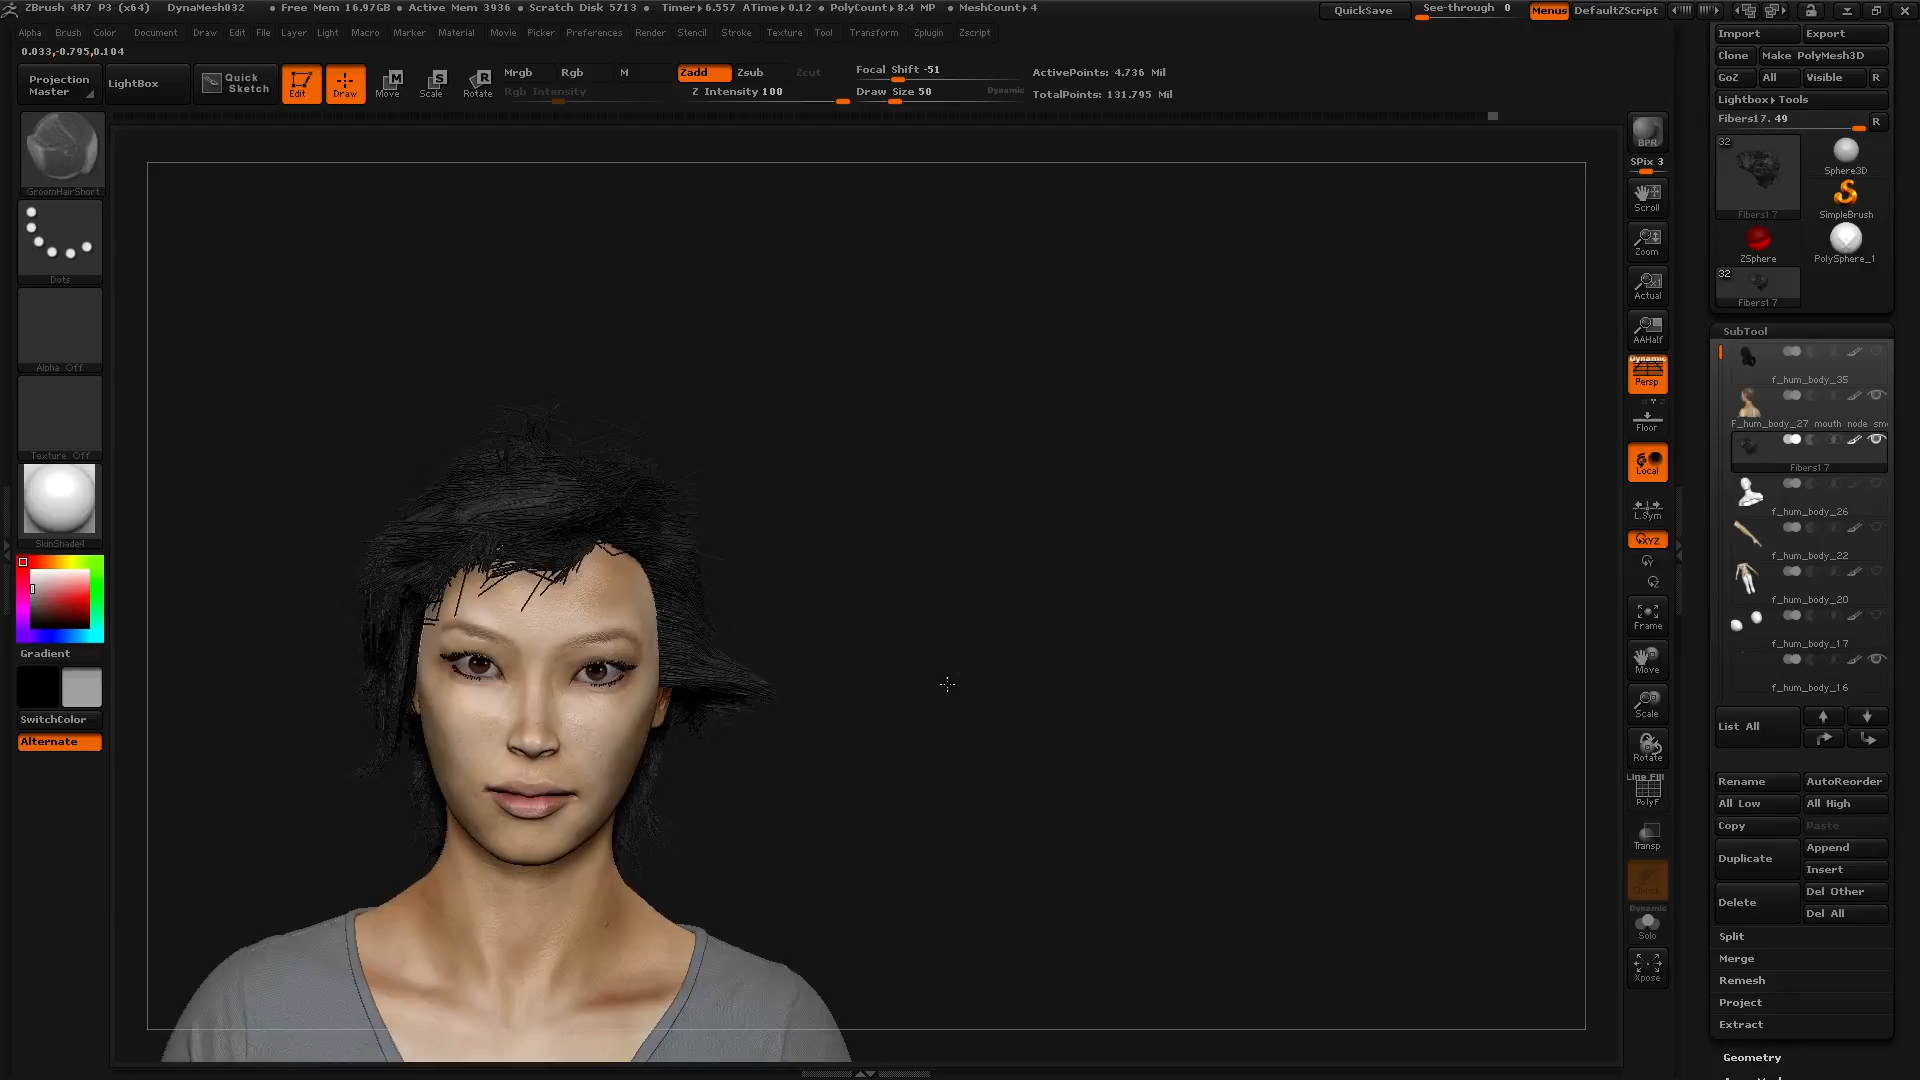 ZBrush 4R7 P3 (x64) DynaMesh032 • Free Mem 16.97GB • Active Mem 3936 • Scratch Disk 5713 • Timer▸6.557 ATime▸0.12 • PolyCount▸8.4 MP • MeshCount▸4 QuickSave See-through 0 Menus DefaultZScript
Alpha Brush Color Document Draw Edit File Layer Light Macro Marker Material Movie Picker Preferences Render Stencil Stroke Texture Tool Transform Zplugin Zscript
0.033,-0.795,0.104
Projection Master
LightBox
Quick Sketch
Edit
Draw
Move
Scale
Rotate
Mrgb Rgb M
Rgb Intensity
Zadd Zsub Zcut
Z Intensity 100
Focal Shift -51
Draw Size 50 Dynamic
ActivePoints: 4.736 Mil
TotalPoints: 131.795 Mil
GroomHairShort
Dots
Alpha Off
Texture Off
SkinShade4
Gradient
SwitchColor
Alternate
BPR
SPix 3
Scroll
Zoom
Actual
AAHalf
Dynamic
Persp
Floor
Local
L.Sym
XYZ
Frame
Move
Scale
Rotate
Line Fill
PolyF
Transp
Dynamic
Solo
Xpose
Import Export
Clone Make PolyMesh3D
GoZ All Visible R
Lightbox▸Tools
Fibers17. 49 R
32
Fibers17
Sphere3D
SimpleBrush
ZSphere
PolySphere_1
32
Fibers17
SubTool
f_hum_body_35
F_hum_body_27_mouth_node_smo
Fibers17
f_hum_body_26
f_hum_body_22
f_hum_body_20
f_hum_body_17
f_hum_body_16
List All
Rename AutoReorder
All Low All High
Copy Paste
Duplicate Append
Insert
Delete Del Other
Del All
Split
Merge
Remesh
Project
Extract
Geometry